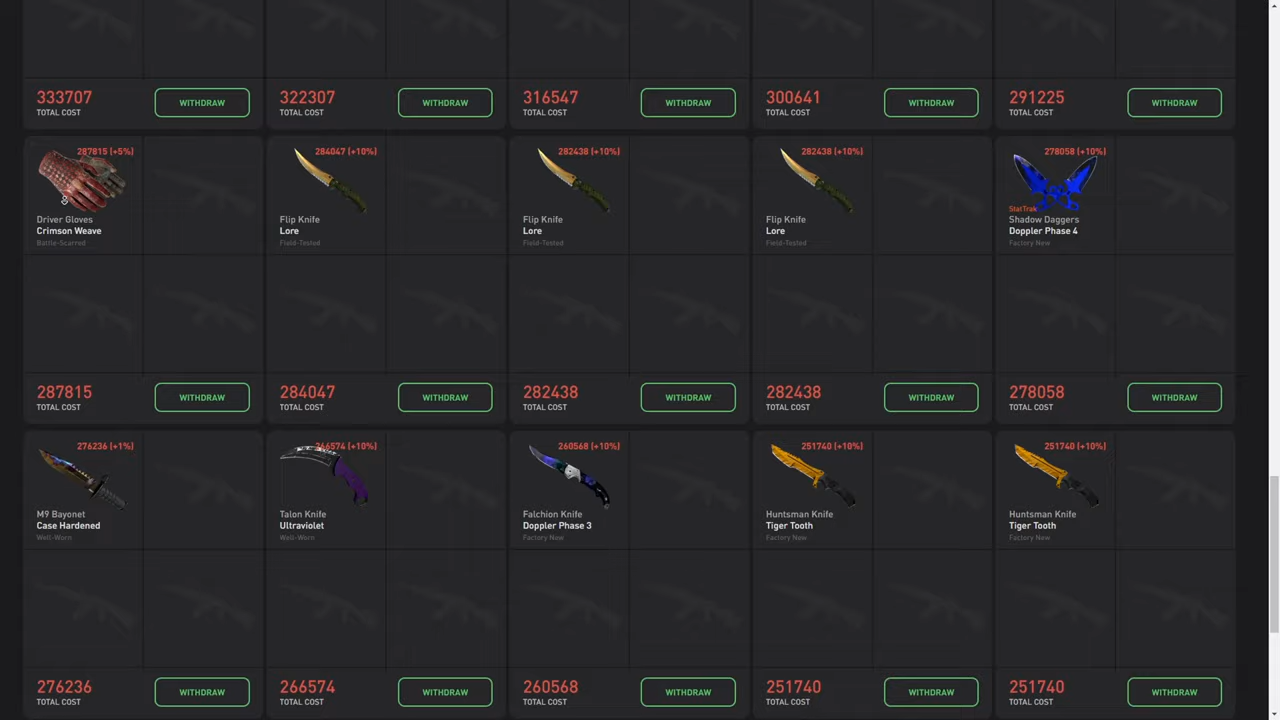 333707
TOTAL COST
WITHDRAW
322307
TOTAL COST
WITHDRAW
316547
TOTAL COST
WITHDRAW
300641
TOTAL COST
WITHDRAW
291225
TOTAL COST
WITHDRAW
287815 (+5%)
Driver Gloves
Crimson Weave
Battle-Scarred
284047 (+10%)
Flip Knife
Lore
Field-Tested
282438 (+10%)
Flip Knife
Lore
Field-Tested
282438 (+10%)
Flip Knife
Lore
Field-Tested
278058 (+10%)
StatTrak
Shadow Daggers
Doppler Phase 4
Factory New
287815
TOTAL COST
WITHDRAW
284047
TOTAL COST
WITHDRAW
282438
TOTAL COST
WITHDRAW
282438
TOTAL COST
WITHDRAW
278058
TOTAL COST
WITHDRAW
276236 (+1%)
M9 Bayonet
Case Hardened
Well-Worn
266574 (+10%)
Talon Knife
Ultraviolet
Well-Worn
260568 (+10%)
Falchion Knife
Doppler Phase 3
Factory New
251740 (+10%)
Huntsman Knife
Tiger Tooth
Factory New
251740 (+10%)
Huntsman Knife
Tiger Tooth
Factory New
276236
TOTAL COST
WITHDRAW
266574
TOTAL COST
WITHDRAW
260568
TOTAL COST
WITHDRAW
251740
TOTAL COST
WITHDRAW
251740
TOTAL COST
WITHDRAW